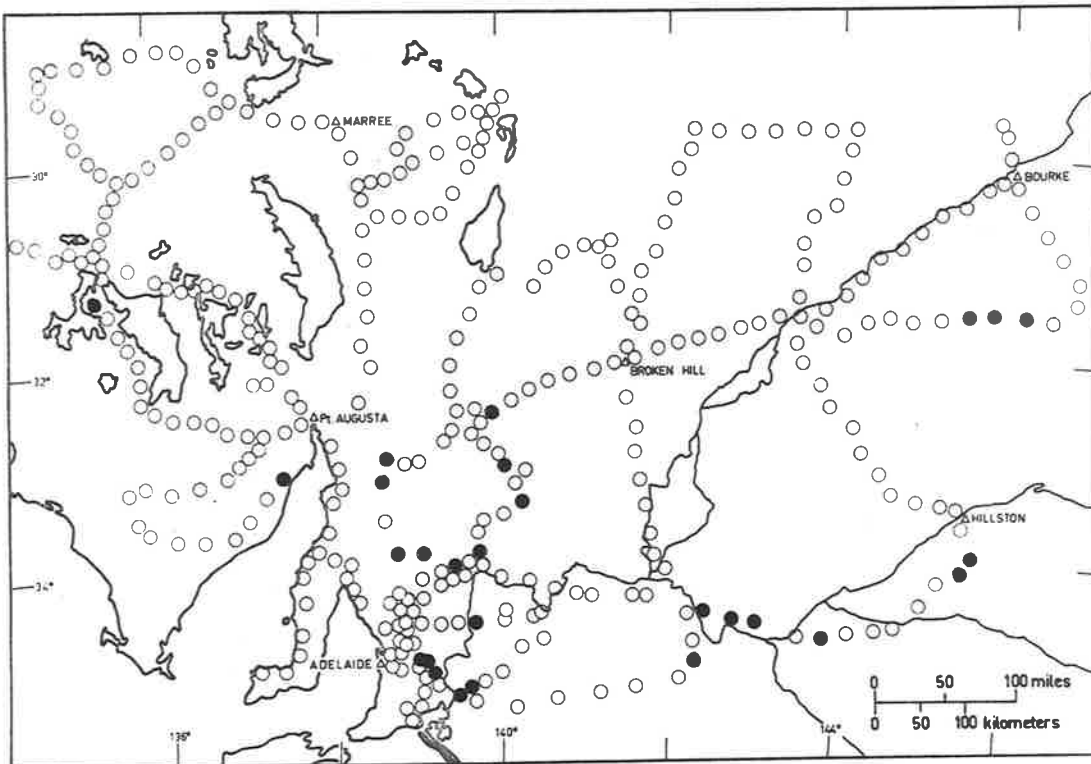 MARREE
30°
BOURKE
BROKEN HILL
32°
Pt. AUGUSTA
HILLSTON
34°
ADELAIDE
0 50 100 miles
0 50 100 kilometers
136°
140°
144°